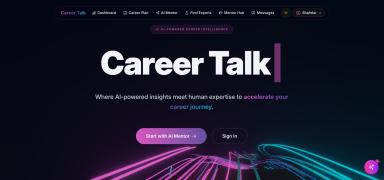 Career Talk
Dashboard
Career Plan
AI Mentor
Find Experts
Mentor Hub
Messages
Shekhar
AI-POWERED CAREER INTELLIGENCE
Career Talk
Where AI-powered insights meet human expertise to accelerate your
career journey.
Start with AI Mentor →
Sign In